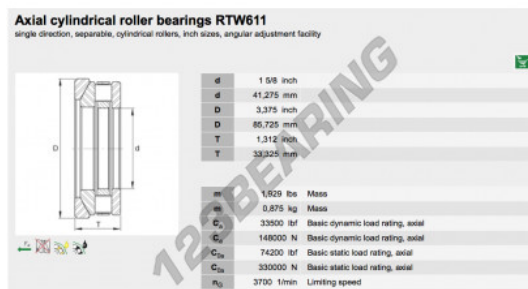 Axial cylindrical roller bearings RTW611
single direction, separable, cylindrical rollers, inch sizes, angular adjustment facility
d 1 5/8 inch
d 41,275 mm
D 3,375 inch
D 85,725 mm
T 1,312 inch
T 33,325 mm
D
d
T
m 1,929 lbs Mass
m 0,875 kg Mass
Ca 33500 lbf Basic dynamic load rating, axial
Ca 148000 N Basic dynamic load rating, axial
C0a 74200 lbf Basic static load rating, axial
C0a 330000 N Basic static load rating, axial
nG 3700 1/min Limiting speed
Fa
123BEARING